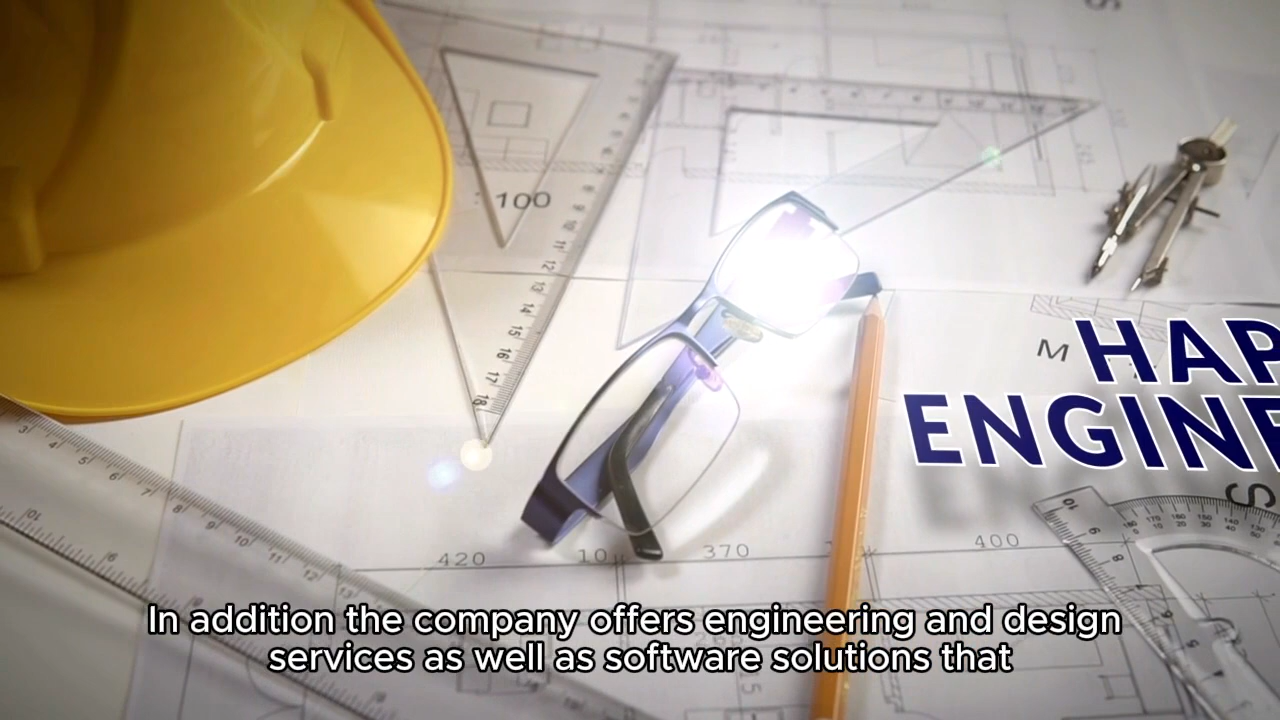 100
M
HAP
ENGINE
420
10
370
400
In addition the company offers engineering and design
services as well as software solutions that